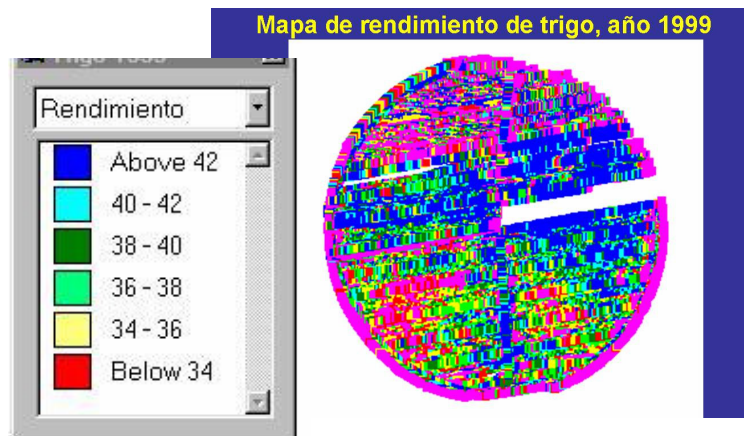 Mapa de rendimiento de trigo, año 1999
Rendimiento
Above 42
40 - 42
38 - 40
36 - 38
34 - 36
Below 34